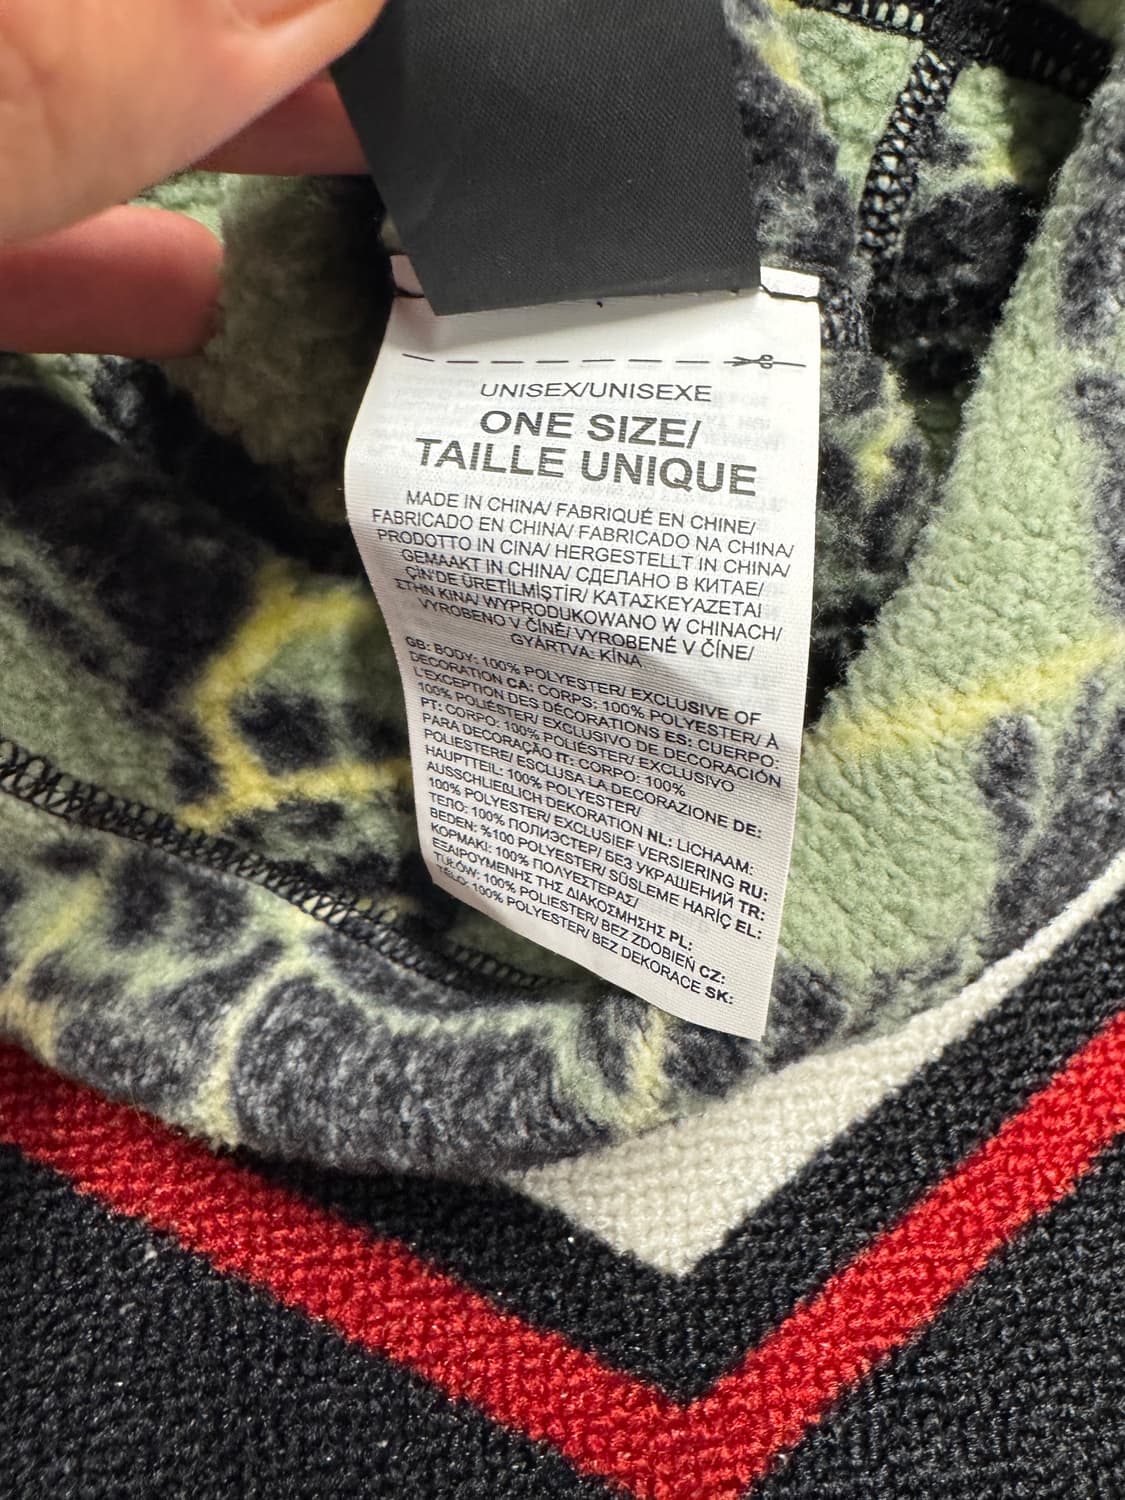 UNISEX/UNISEXE
ONE SIZE/
TAILLE UNIQUE
MADE IN CHINA/ FABRIQUÉ EN CHINE/
FABRICADO EN CHINA/ FABRICADO NA CHINA/
PRODOTTO IN CINA/ HERGESTELLT IN CHINA/
GEMAAKT IN CHINA/ СДЕЛАНО В КИТАЕ/
ÇİN'DE ÜRETİLMİŞTİR/ ΚΑΤΑΣΚΕΥΑΖΕΤΑΙ
ΣΤΗΝ ΚΙΝΑ/ WYPRODUKOWANO W CHINACH/
VYROBENO V ČÍNĚ/ VYROBENÉ V ČÍNE/
GYÁRTVA: KÍNA
GB: BODY: 100% POLYESTER/ EXCLUSIVE OF
DECORATION CA: CORPS: 100% POLYESTER/ À
L'EXCEPTION DES DÉCORATIONS ES: CUERPO:
100% POLIÉSTER/ EXCLUSIVO DE DECORACIÓN
PT: CORPO: 100% POLIÉSTER/ EXCLUSIVO
PARA DECORAÇÃO IT: CORPO: 100%
POLIESTERE/ ESCLUSA LA DECORAZIONE DE:
HAUPTTEIL: 100% POLYESTER/
AUSSCHLIEẞLICH DEKORATION NL: LICHAAM:
100% POLYESTER/ EXCLUSIEF VERSIERING RU:
ТЕЛО: 100% ПОЛИЭСТЕР/ БЕЗ УКРАШЕНИЙ TR:
BEDEN: %100 POLYESTER/ SÜSLEME HARİÇ EL:
ΚΟΡΜΑΚΙ: 100% ΠΟΛΥΕΣΤΕΡΑΣ/
ΕΞΑΙΡΟΥΜΕΝΗΣ ΤΗΣ ΔΙΑΚΟΣΜΗΣΗΣ PL:
TUŁÓW: 100% POLIESTER/ BEZ ZDOBIEŃ CZ:
TĚLO: 100% POLYESTER/ BEZ DEKORACE SK: